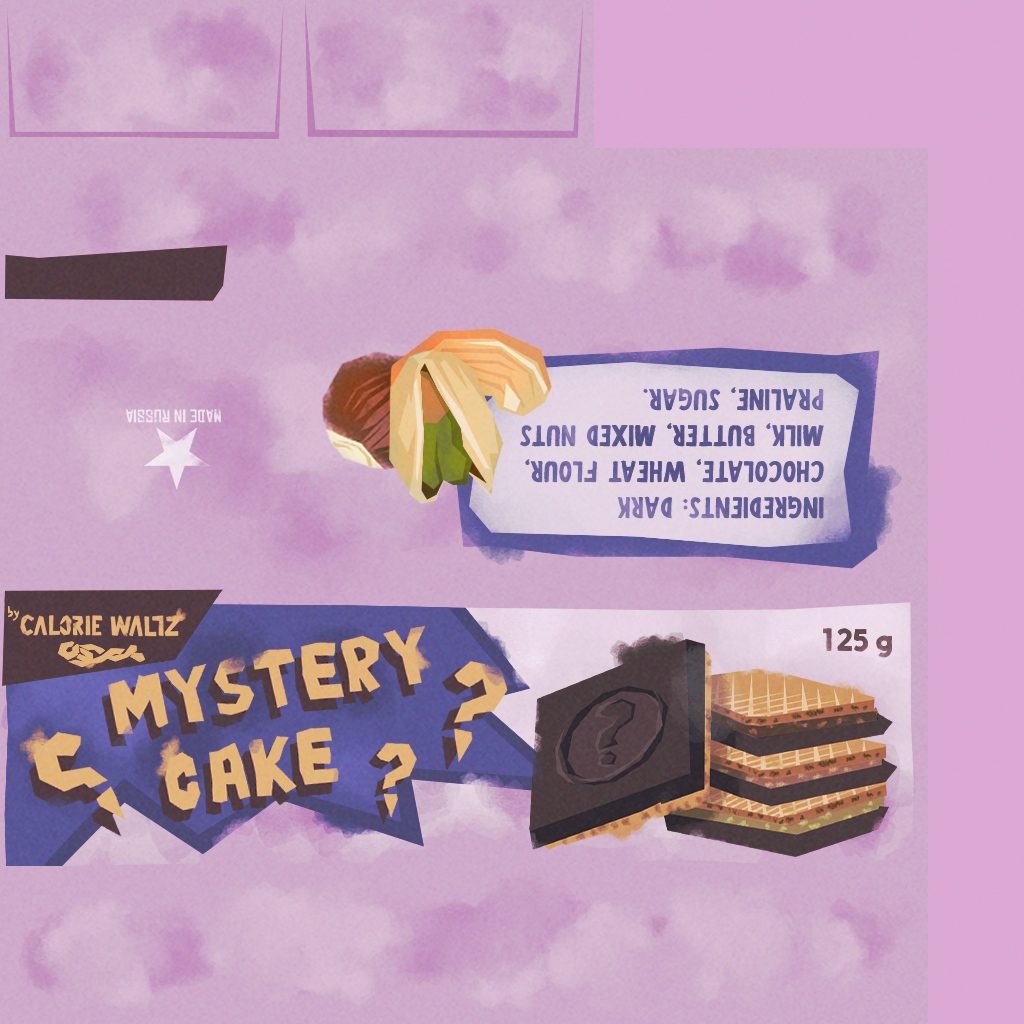 MADE IN RUSSIA
INGREDIENTS: DARK
CHOCOLATE, WHEAT FLOUR,
MILK, BUTTER, MIXED NUTS
PRALINE, SUGAR.
by
CALORIE WALTZ
MYSTERY
CAKE
?
?
?
?
125 g